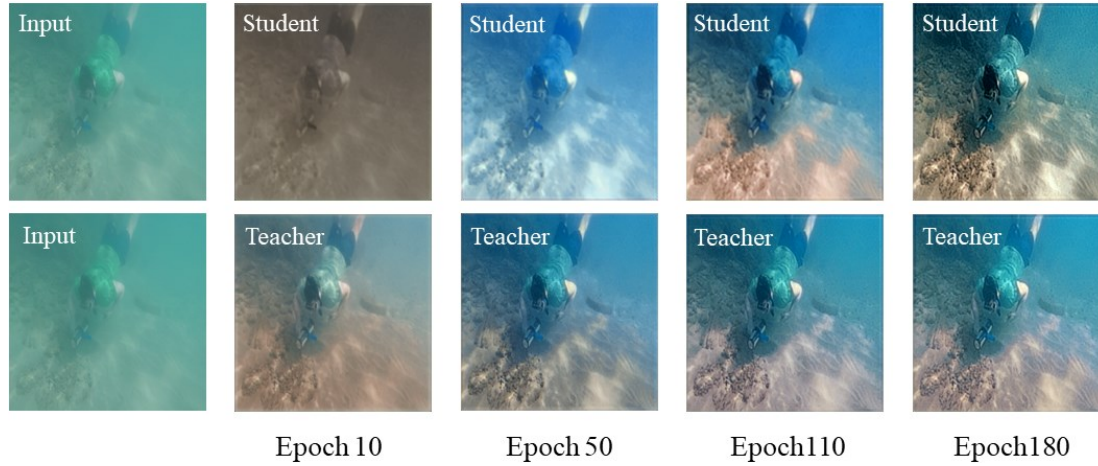 Input Student Student Student Student
Input Teacher Teacher Teacher Teacher
Epoch 10 Epoch 50 Epoch110 Epoch180